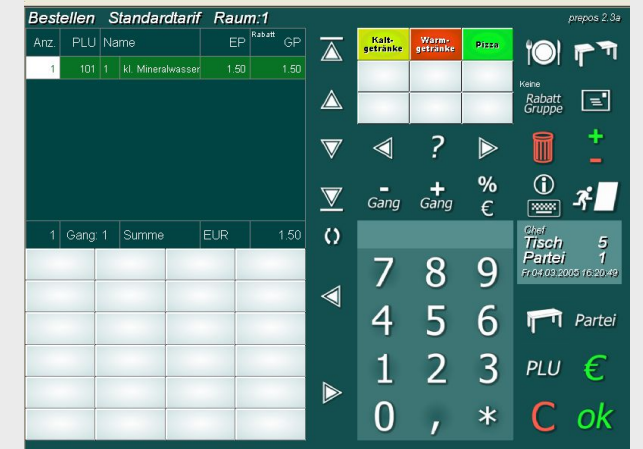 Bestellen Standardtarif Raum:1
prepos 2.3a
Anz. PLU Name EP Rabatt GP
1 101 1 kl. Mineralwasser 1.50 1.50
Kalt-
getränke
Warm-
getränke
Pizza
Keine
Rabatt
Gruppe
+
-
?
-
Gang
+
Gang
%
€
1 Gang: 1 Summe EUR 1.50
Chef
Tisch 5
Partei 1
Fr 04.03.2005 16:20:49
7 8 9
4 5 6
Partei
1 2 3
PLU €
0 , *
C ok